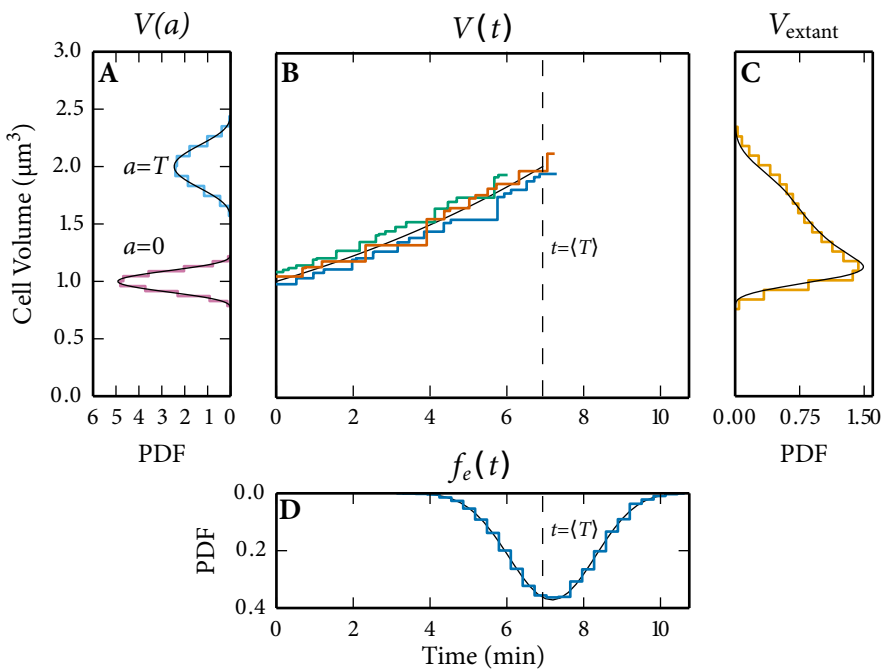 V(a)
V(t)
V_extant
A
B
C
Cell Volume (µm³)
3.0
2.5
2.0
1.5
1.0
0.5
0.0
a=T
a=0
t=⟨T⟩
6 5 4 3 2 1 0
0 2 4 6 8 10
0.00 0.75 1.50
PDF
PDF
f_e(t)
D
PDF
0.0
0.2
0.4
t=⟨T⟩
0 2 4 6 8 10
Time (min)